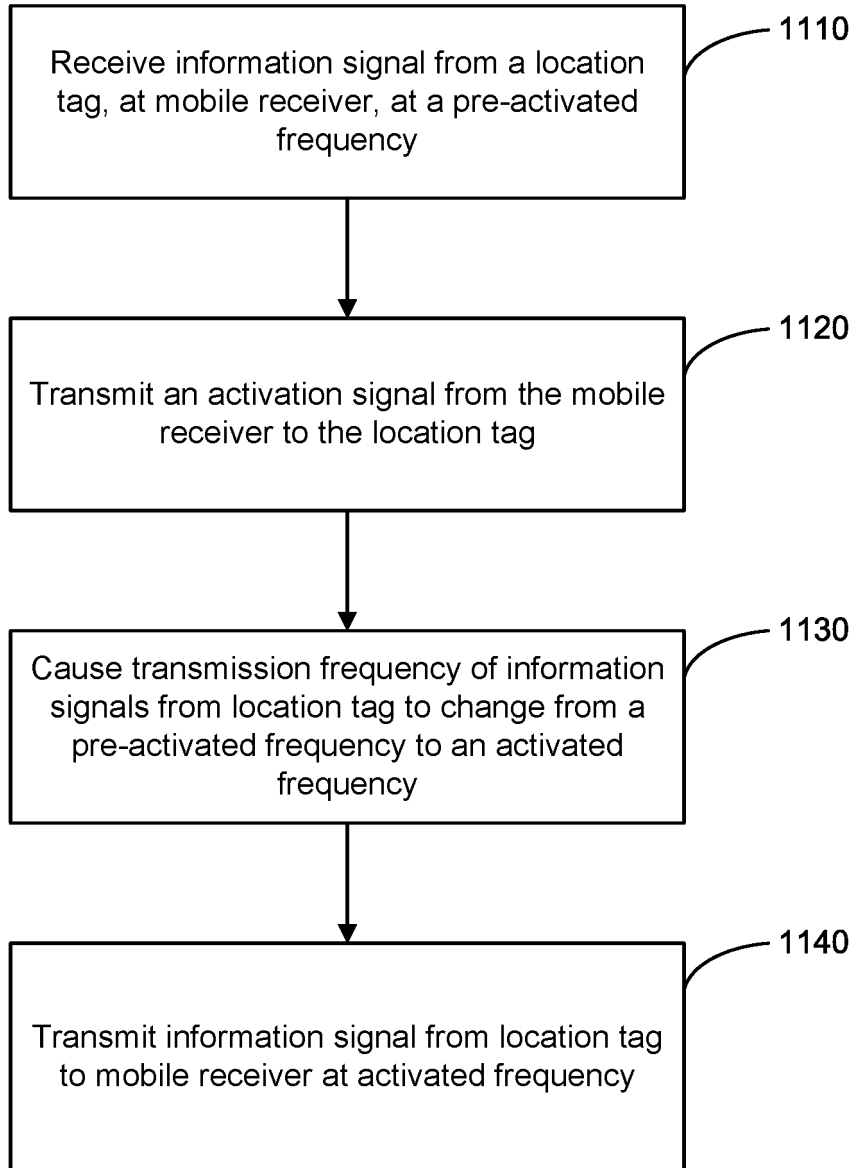 1110
Receive information signal from a location
tag, at mobile receiver, at a pre-activated
frequency
1120
Transmit an activation signal from the mobile
receiver to the location tag
1130
Cause transmission frequency of information
signals from location tag to change from a
pre-activated frequency to an activated
frequency
1140
Transmit information signal from location tag
to mobile receiver at activated frequency